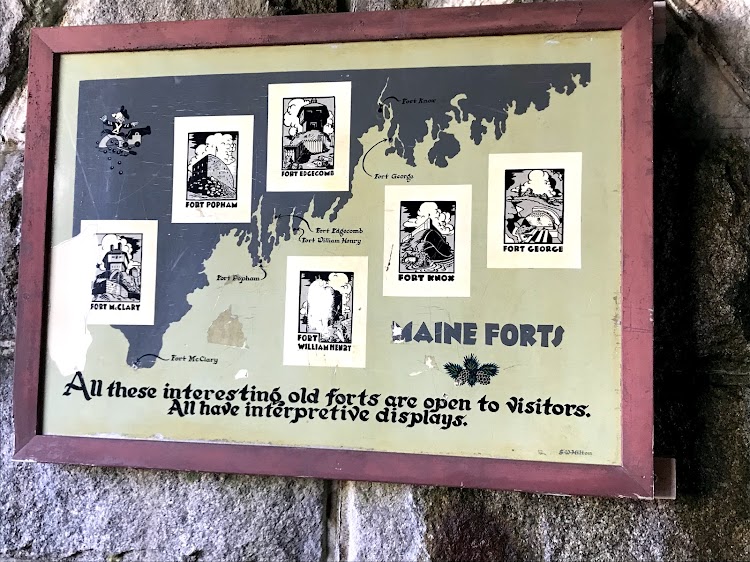 Fort Knox
FORT EDGECOMB
FORT POPHAM
Fort George
Fort Edgecomb
Fort William Henry
FORT GEORGE
FORT KNOX
Fort Popham
FORT McCLART
FORT
WILLIAM HENRY
MAINE FORTS
Fort McClary
All these interesting old forts are open to visitors.
All have interpretive displays.